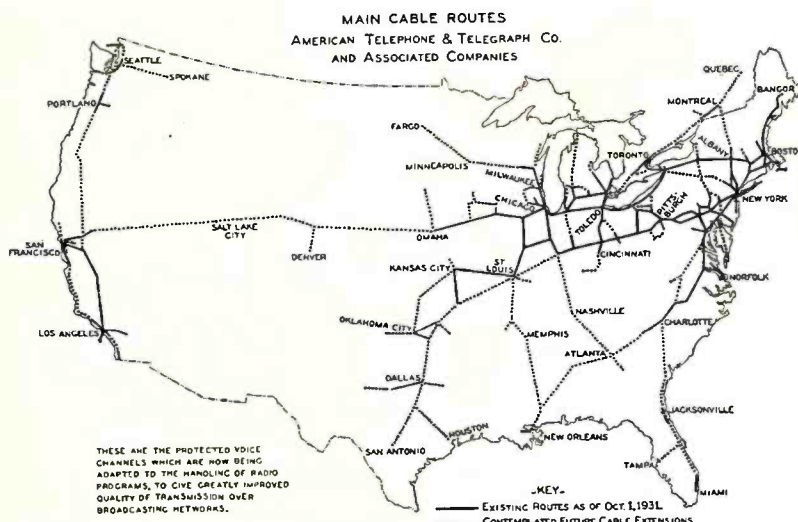 MAIN CABLE ROUTES
AMERICAN TELEPHONE & TELEGRAPH CO.
AND ASSOCIATED COMPANIES
SEATTLE
SPOKANE
PORTLAND
QUEBEC
BANGOR
MONTREAL
FARGO
MINNEAPOLIS
MILWAUKEE
TORONTO
ALBANY
BOSTON
CHICAGO
TOLEDO
PITTS-
BURGH
NEW YORK
SALT LAKE
CITY
OMAHA
SAN
FRANCISCO
DENVER
CINCINNATI
KANSAS CITY
ST
LOUIS
NORFOLK
LOS ANGELES
OKLAHOMA
CITY
NASHVILLE
MEMPHIS
CHARLOTTE
ATLANTA
DALLAS
JACKSONVILLE
HOUSTON
NEW ORLEANS
SAN ANTONIO
TAMPA
MIAMI
THESE ARE THE PROTECTED VOICE
CHANNELS WHICH ARE NOW BEING
ADAPTED TO THE HANDLING OF RADIO
PROGRAMS, TO GIVE GREATLY IMPROVED
QUALITY OF TRANSMISSION OVER
BROADCASTING NETWORKS.
-KEY-
EXISTING ROUTES AS OF OCT. 1, 1931.
CONTEMPLATED FUTURE CABLE EXTENSIONS